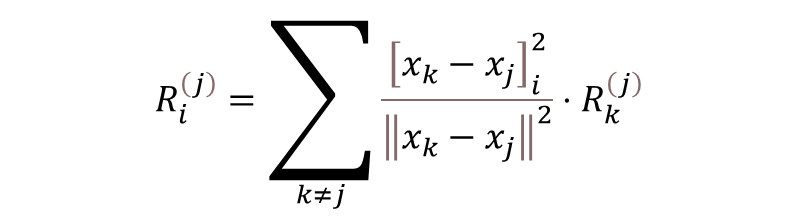 R_i^{(j)} = \sum_{k \neq j} \frac{[x_k - x_j]_i^2}{\|x_k - x_j\|^2} \cdot R_k^{(j)}